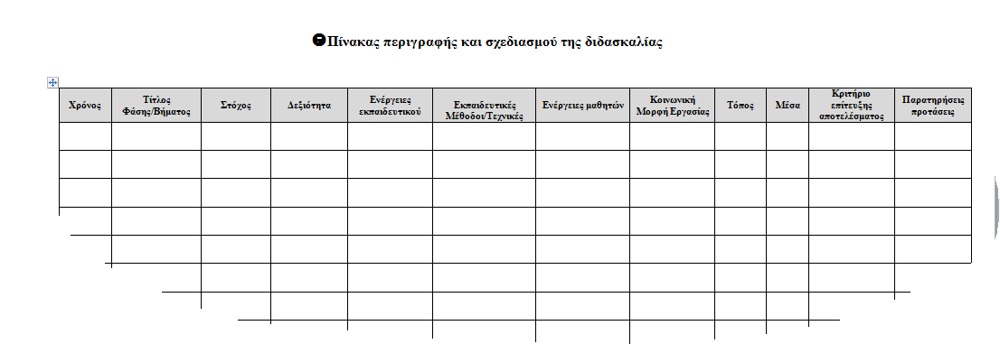 Πίνακας περιγραφής και σχεδιασμού της διδασκαλίας
Χρόνος
Τίτλος
Φάσης/Βήματος
Στόχος
Δεξιότητα
Ενέργειες
εκπαιδευτικού
Εκπαιδευτικές
Μέθοδοι/Τεχνικές
Ενέργειες μαθητών
Κοινωνική
Μορφή Εργασίας
Τόπος
Μέσα
Κριτήριο
επίτευξης
αποτελέσματος
Παρατηρήσεις
προτάσεις